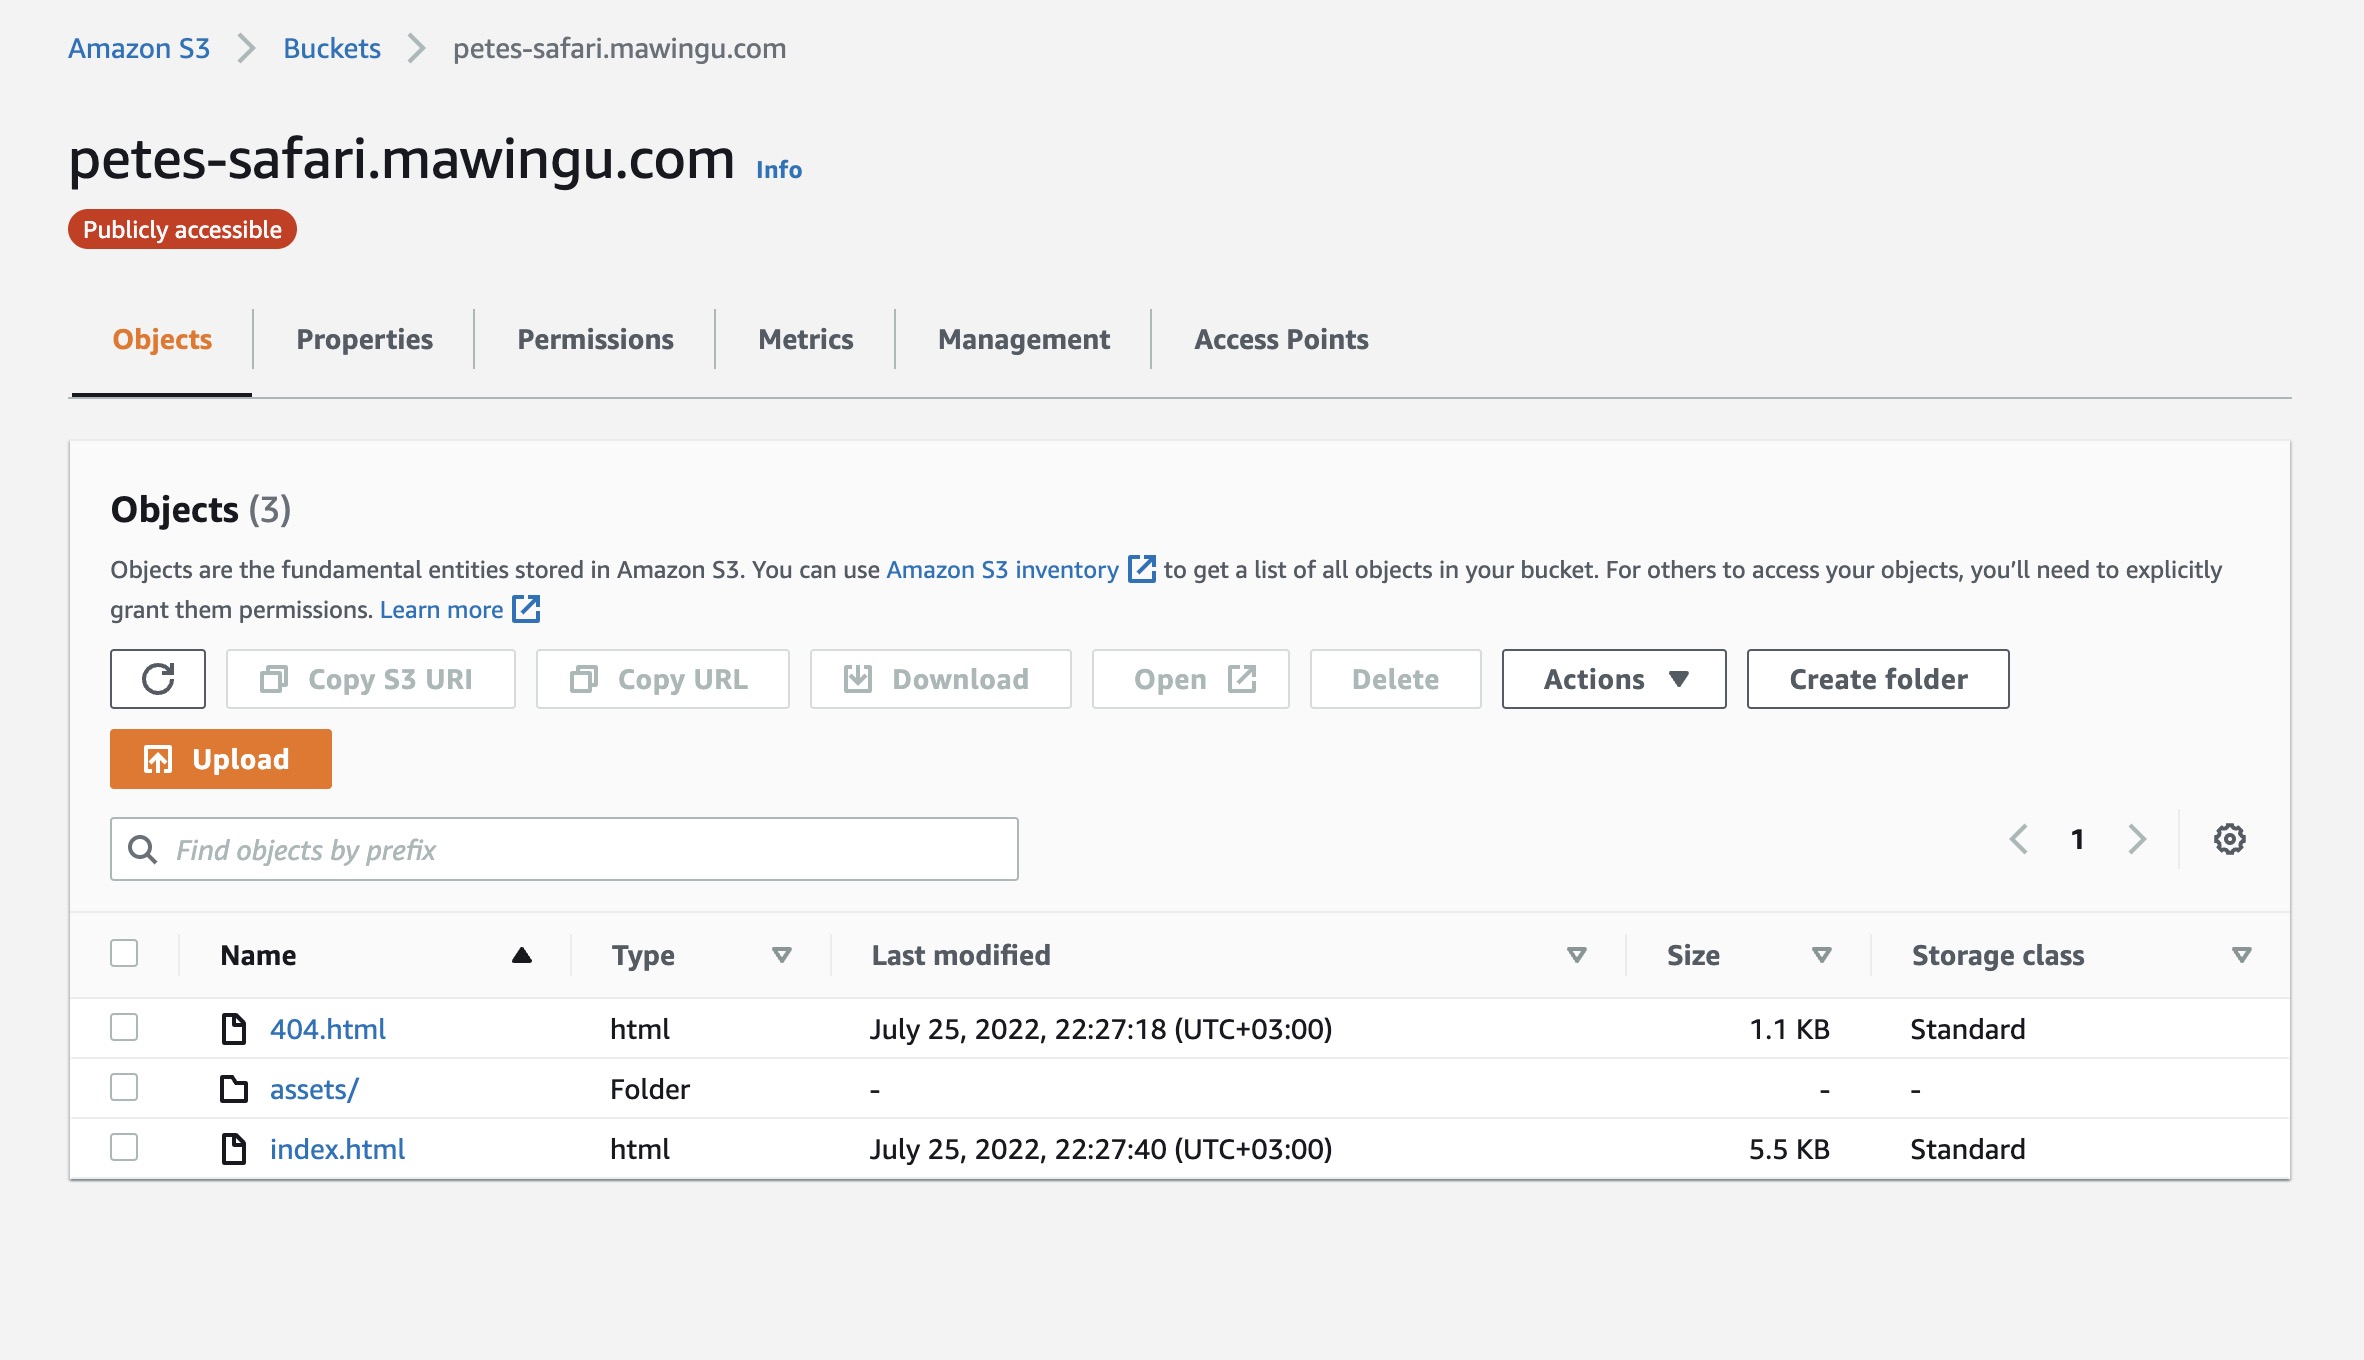 Amazon S3 > Buckets > petes-safari.mawingu.com
petes-safari.mawingu.com Info
Publicly accessible
Objects Properties Permissions Metrics Management Access Points
Objects (3)
Objects are the fundamental entities stored in Amazon S3. You can use Amazon S3 inventory to get a list of all objects in your bucket. For others to access your objects, you’ll need to explicitly
grant them permissions. Learn more
Copy S3 URI Copy URL Download Open Delete Actions Create folder
Upload
Find objects by prefix 1
Name Type Last modified Size Storage class
404.html html July 25, 2022, 22:27:18 (UTC+03:00) 1.1 KB Standard
assets/ Folder - - -
index.html html July 25, 2022, 22:27:40 (UTC+03:00) 5.5 KB Standard